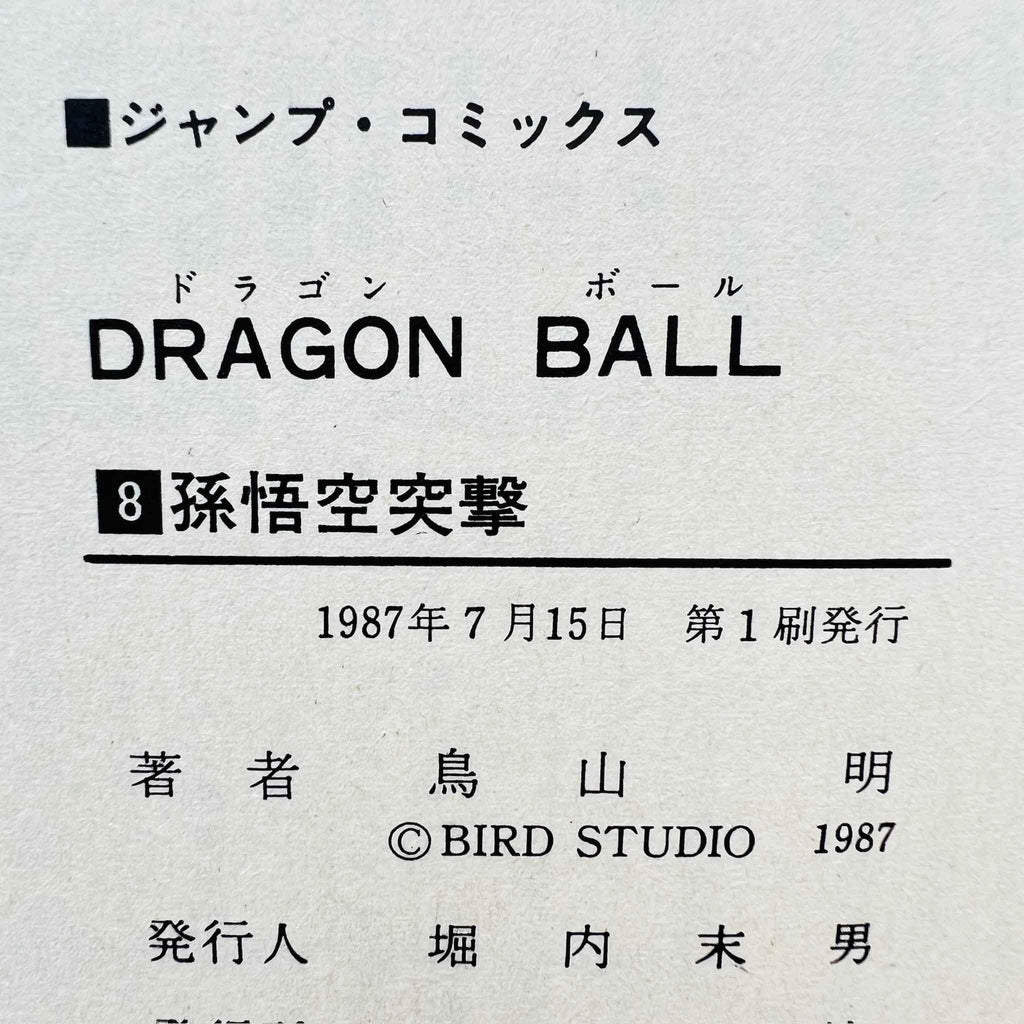 ■ジャンプ・コミックス
ドラゴン ボール
DRAGON BALL
8 孫悟空突撃
1987年7月15日 第1刷発行
著者 鳥山 明
©BIRD STUDIO 1987
発行人 堀内末男